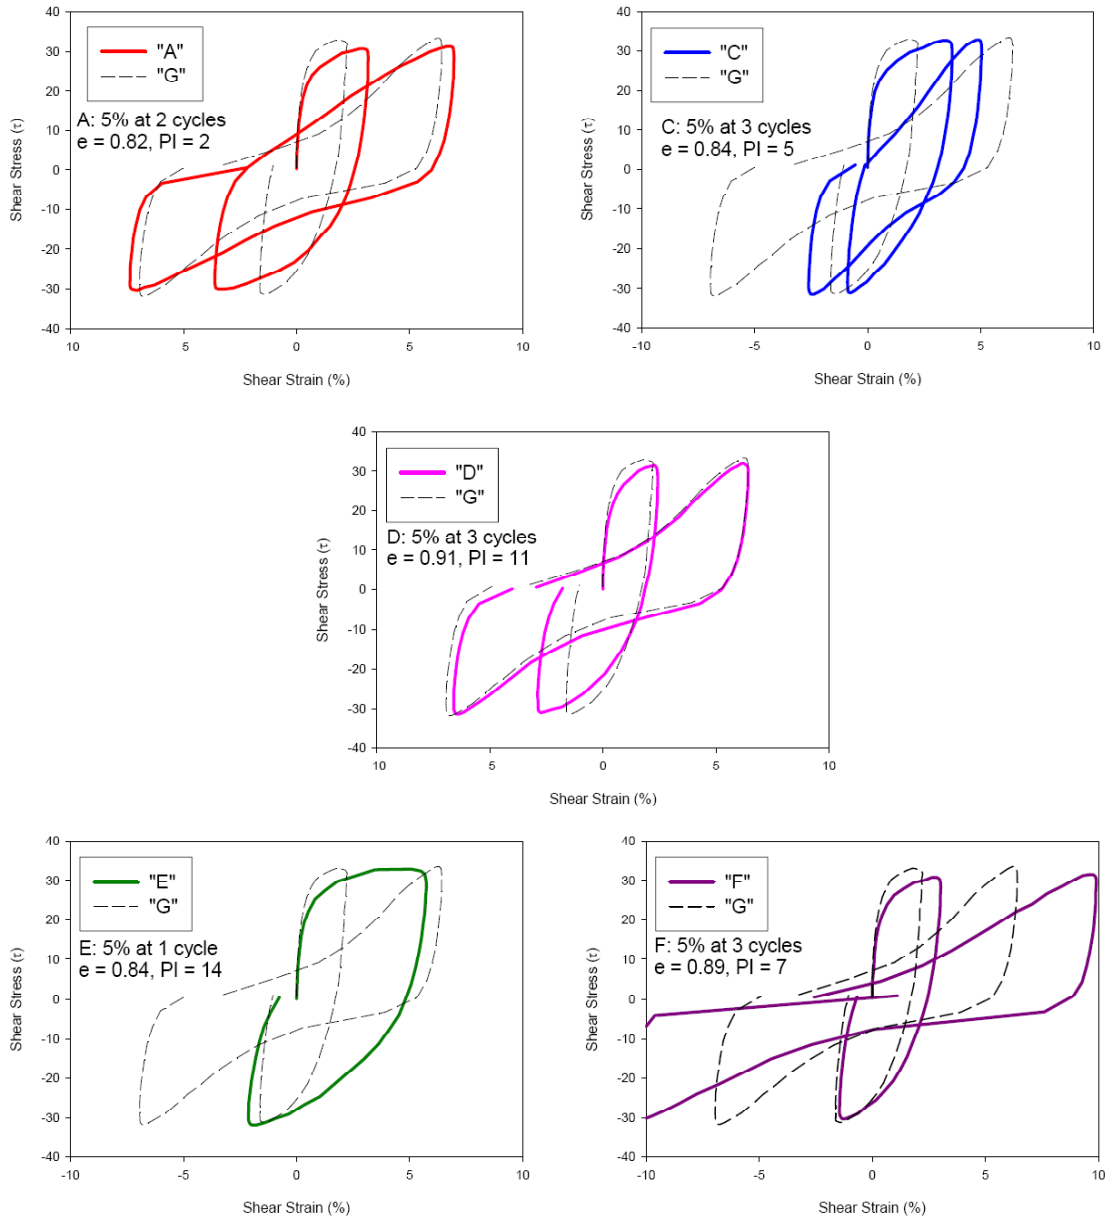 40
30
20
10
0
-10
-20
-30
-40
Shear Stress (τ)
"A"
"G"
A: 5% at 2 cycles
e = 0.82, PI = 2
10
5
0
5
10
Shear Strain (%)
40
30
20
10
0
-10
-20
-30
-40
Shear Stress (τ)
"C"
"G"
C: 5% at 3 cycles
e = 0.84, PI = 5
-10
-5
0
5
10
Shear Strain (%)
40
30
20
10
0
-10
-20
-30
-40
Shear Stress (τ)
"D"
"G"
D: 5% at 3 cycles
e = 0.91, PI = 11
10
5
0
5
10
Shear Strain (%)
40
30
20
10
0
-10
-20
-30
-40
Shear Stress (τ)
"E"
"G"
E: 5% at 1 cycle
e = 0.84, PI = 14
-10
-5
0
5
10
Shear Strain (%)
40
30
20
10
0
-10
-20
-30
-40
Shear Stress (τ)
"F"
"G"
F: 5% at 3 cycles
e = 0.89, PI = 7
-10
-5
0
5
10
Shear Strain (%)